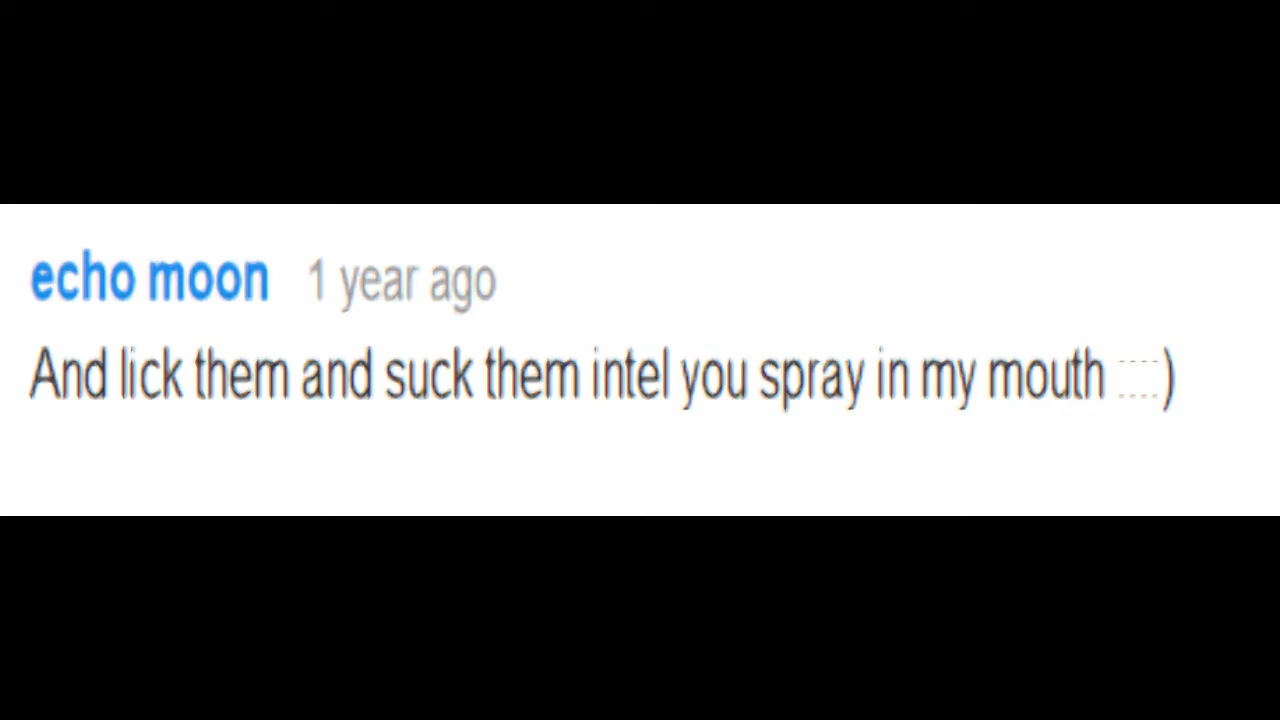 echo moon 1 year ago
And lick them and suck them intel you spray in my mouth ::::)